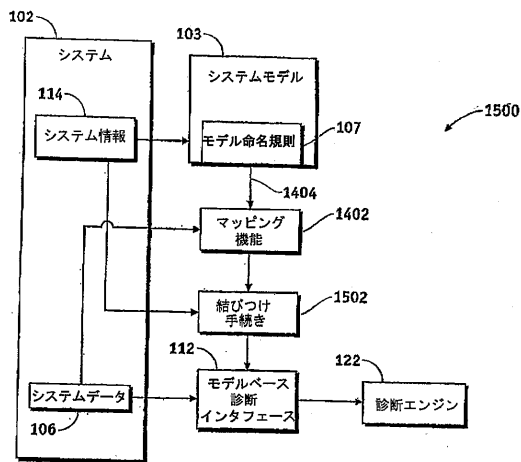 102
システム
103
システムモデル
114
システム情報
モデル命名規則
107
1500
1404
マッピング
機能
1402
結びつけ
手続き
1502
112
モデルベース
診断
インタフェース
122
診断エンジン
システムデータ
106